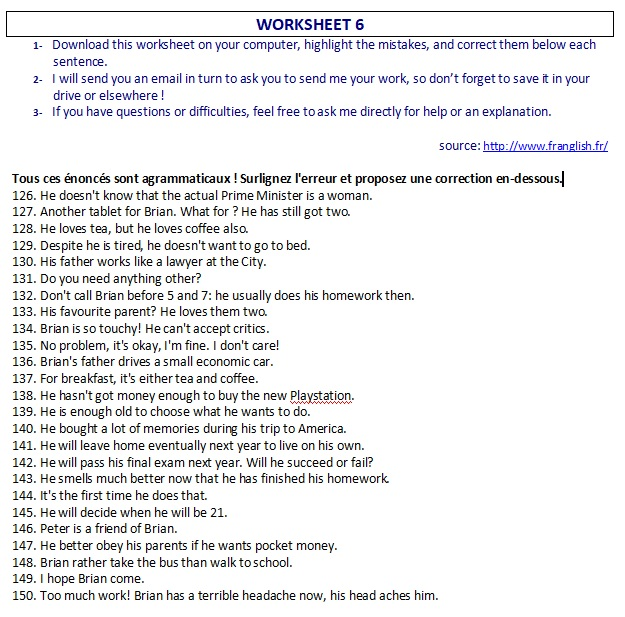 WORKSHEET 6
1- Download this worksheet on your computer, highlight the mistakes, and correct them below each
sentence.
2- I will send you an email in turn to ask you to send me your work, so don't forget to save it in your
drive or elsewhere !
3- If you have questions or difficulties, feel free to ask me directly for help or an explanation.
source: http://www.franglish.fr/
Tous ces énoncés sont agrammaticaux ! Surlignez l'erreur et proposez une correction en-dessous.
126. He doesn't know that the actual Prime Minister is a woman.
127. Another tablet for Brian. What for ? He has still got two.
128. He loves tea, but he loves coffee also.
129. Despite he is tired, he doesn't want to go to bed.
130. His father works like a lawyer at the City.
131. Do you need anything other?
132. Don't call Brian before 5 and 7: he usually does his homework then.
133. His favourite parent? He loves them two.
134. Brian is so touchy! He can't accept critics.
135. No problem, it's okay, I'm fine. I don't care!
136. Brian's father drives a small economic car.
137. For breakfast, it's either tea and coffee.
138. He hasn't got money enough to buy the new Playstation.
139. He is enough old to choose what he wants to do.
140. He bought a lot of memories during his trip to America.
141. He will leave home eventually next year to live on his own.
142. He will pass his final exam next year. Will he succeed or fail?
143. He smells much better now that he has finished his homework.
144. It's the first time he does that.
145. He will decide when he will be 21.
146. Peter is a friend of Brian.
147. He better obey his parents if he wants pocket money.
148. Brian rather take the bus than walk to school.
149. I hope Brian come.
150. Too much work! Brian has a terrible headache now, his head aches him.